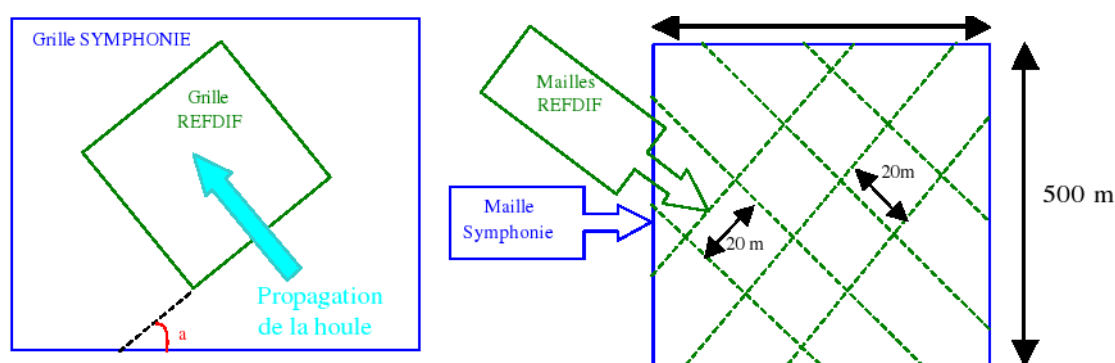 Grille SYMPHONIE
Grille
REFDIF
Propagation
de la houle
a
Mailles
REFDIF
Maille
Symphonie
20m
20 m
500 m